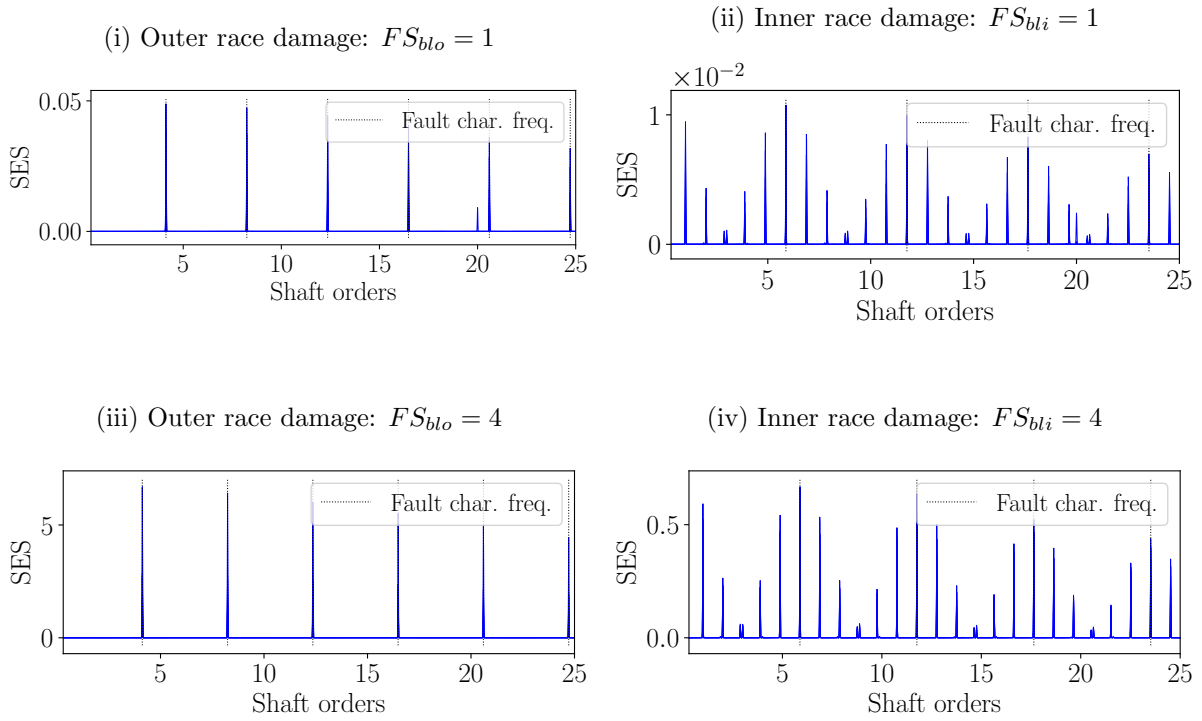 (i) Outer race damage: $FS_{blo} = 1$
0.05
0.00
SES
Fault char. freq.
5 10 15 20 25
Shaft orders
(ii) Inner race damage: $FS_{bli} = 1$
×10⁻²
1
0
SES
Fault char. freq.
5 10 15 20 25
Shaft orders
(iii) Outer race damage: $FS_{blo} = 4$
5
0
SES
Fault char. freq.
5 10 15 20 25
Shaft orders
(iv) Inner race damage: $FS_{bli} = 4$
0.5
0.0
SES
Fault char. freq.
5 10 15 20 25
Shaft orders